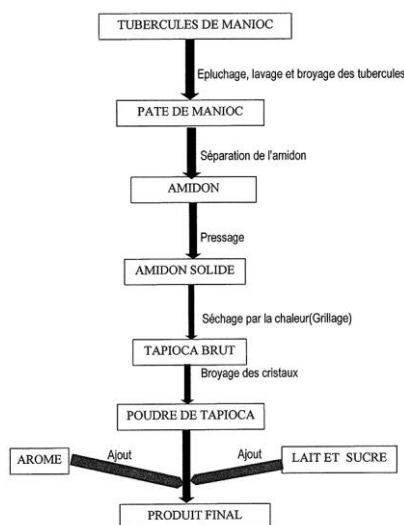 TUBERCULES DE MANIOC
Epluchage, lavage et broyage des tubercules
PATE DE MANIOC
Séparation de l'amidon
AMIDON
Pressage
AMIDON SOLIDE
Séchage par la chaleur(Grillage)
TAPIOCA BRUT
Broyage des cristaux
POUDRE DE TAPIOCA
AROME
Ajout
Ajout
LAIT ET SUCRE
PRODUIT FINAL